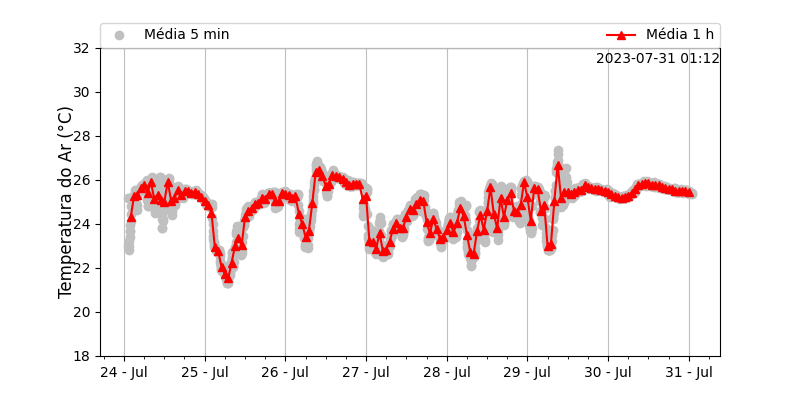 Média 5 min
Média 1 h
2023-07-31 01:12
Temperatura do Ar (°C)
32
30
28
26
24
22
20
18
24 - Jul
25 - Jul
26 - Jul
27 - Jul
28 - Jul
29 - Jul
30 - Jul
31 - Jul